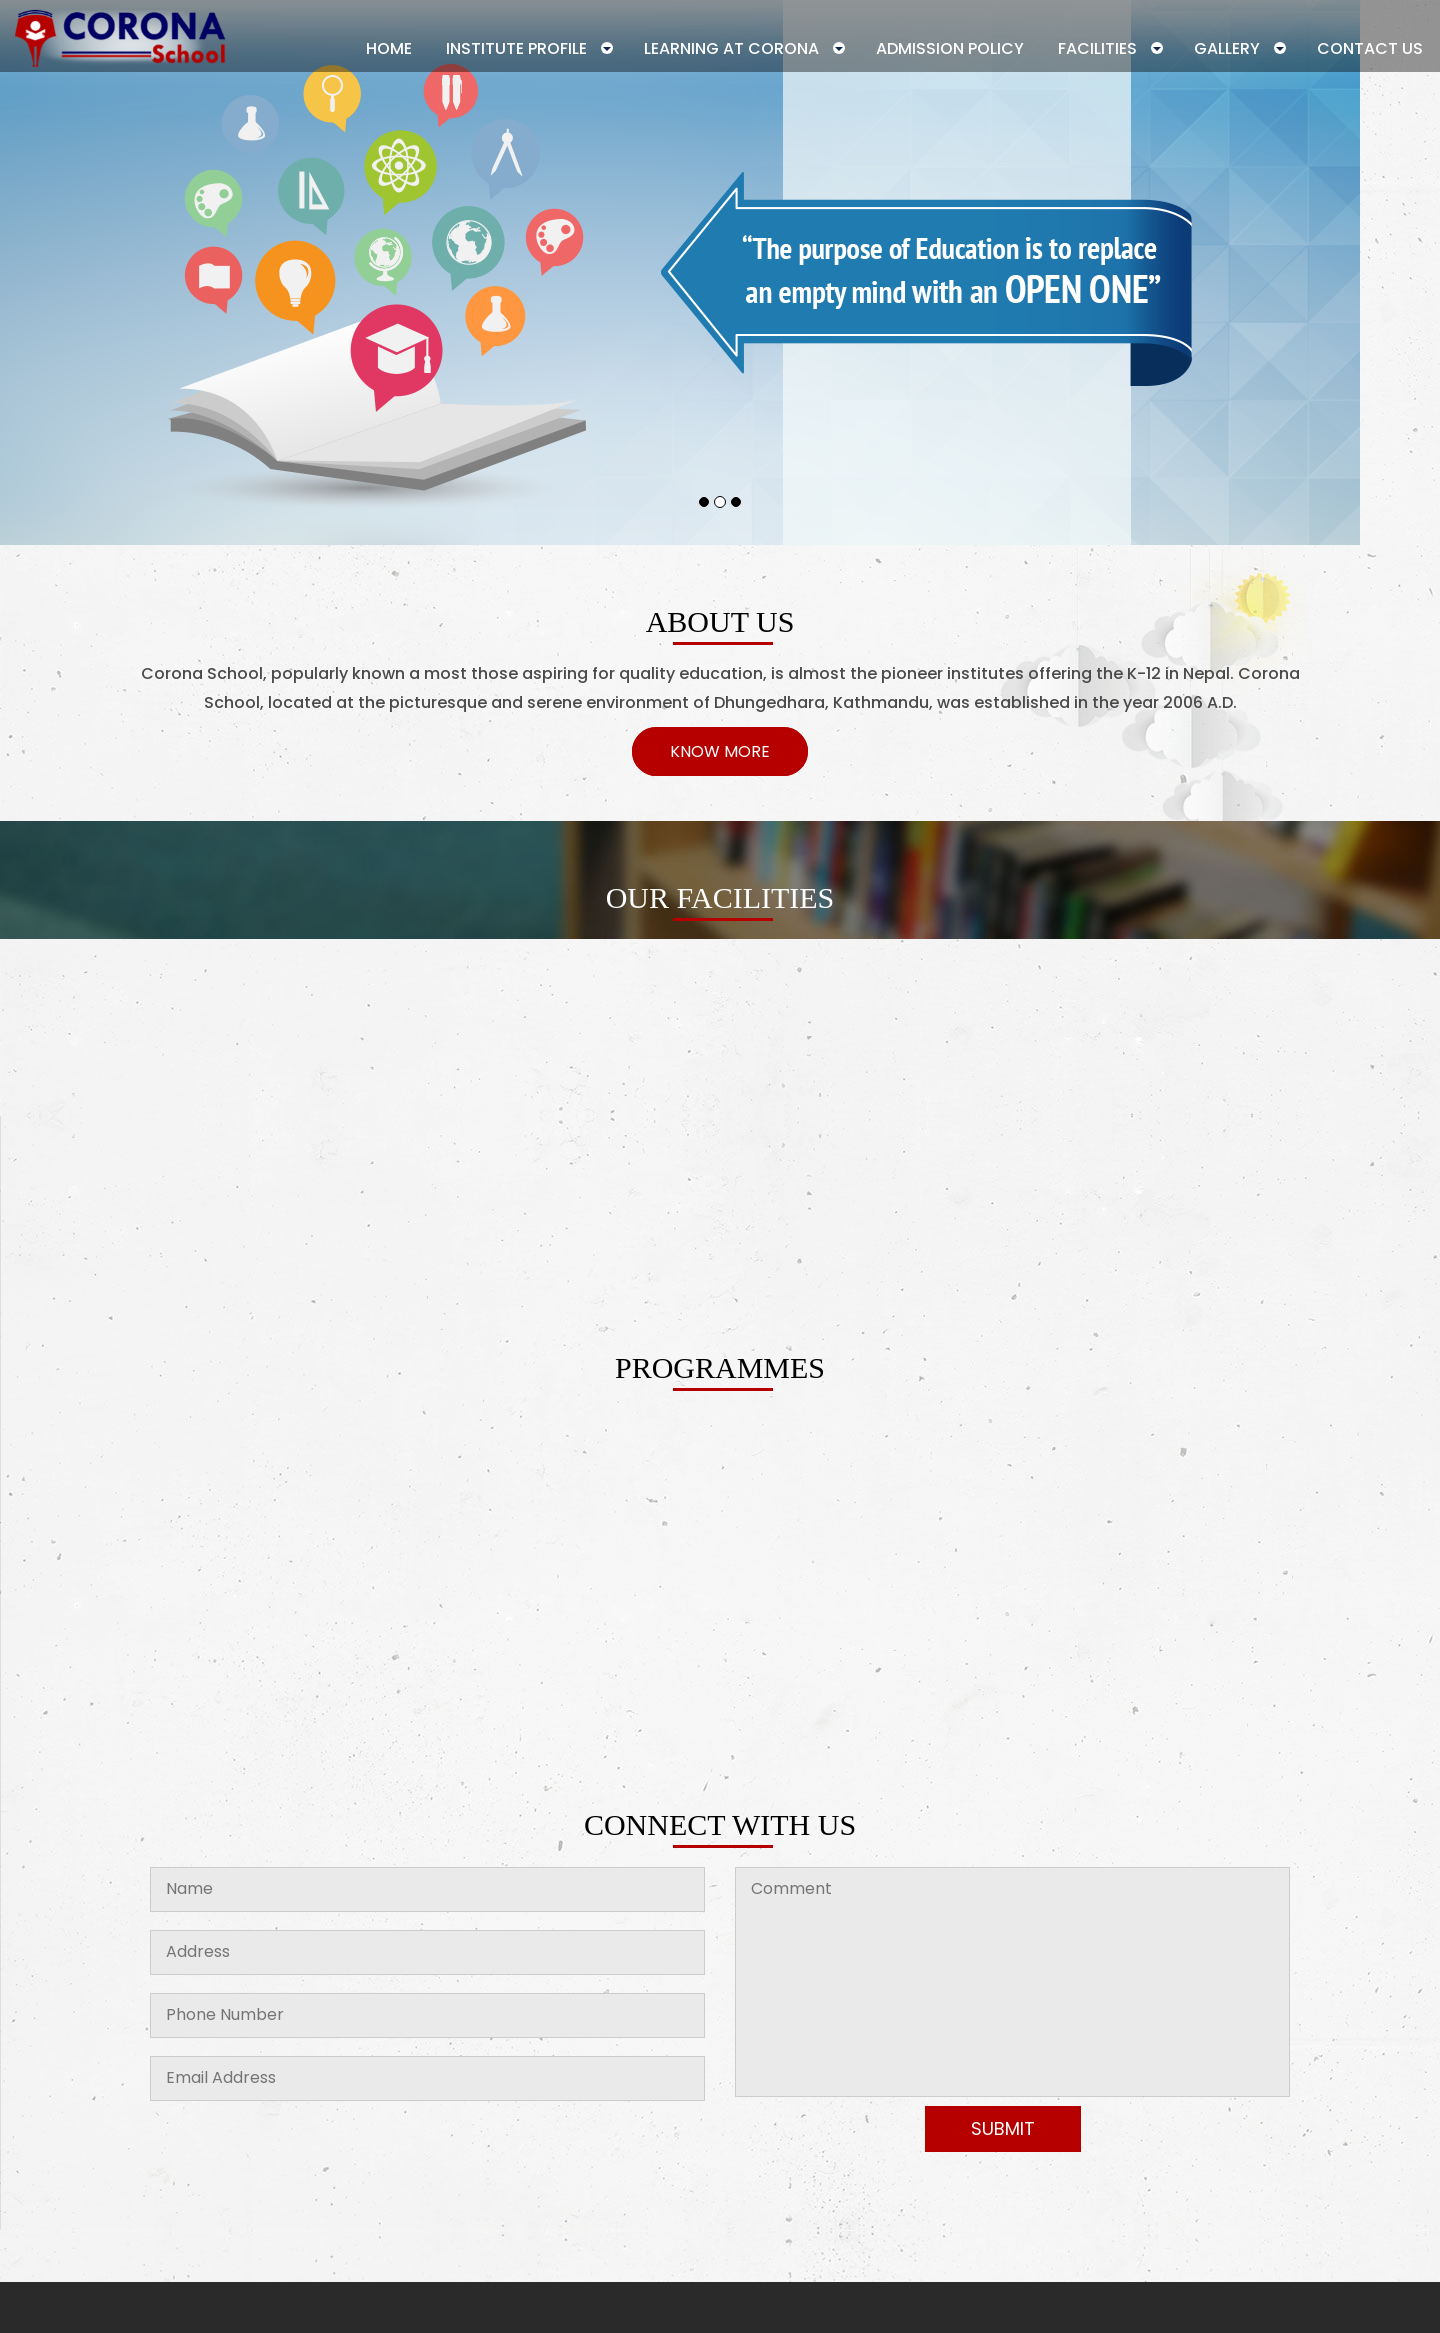 CORONA
School
HOME INSTITUTE PROFILE LEARNING AT CORONA ADMISSION POLICY FACILITIES GALLERY CONTACT US
“The purpose of Education is to replace
an empty mind with an OPEN ONE”
ABOUT US
Corona School, popularly known a most those aspiring for quality education, is almost the pioneer institutes offering the K-12 in Nepal. Corona
School, located at the picturesque and serene environment of Dhungedhara, Kathmandu, was established in the year 2006 A.D.
KNOW MORE
OUR FACILITIES
PROGRAMMES
CONNECT WITH US
Name
Address
Phone Number
Email Address
Comment
SUBMIT